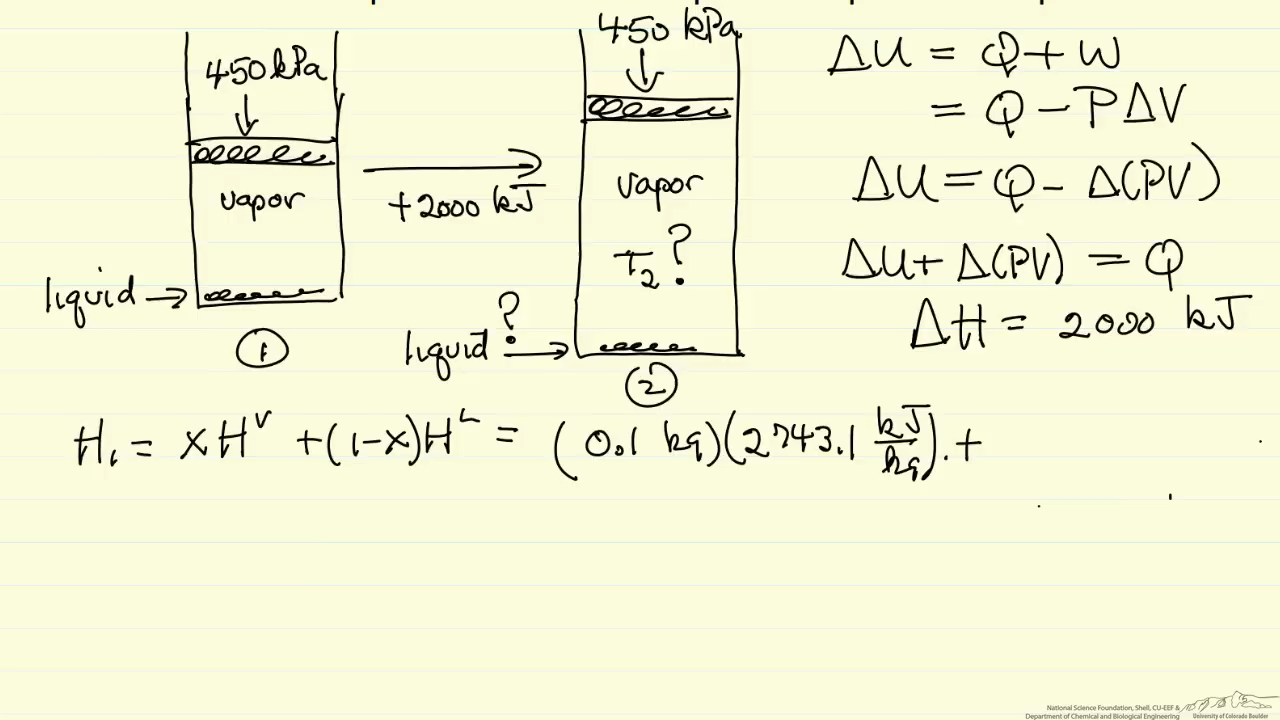 450 kPa
450 kPa
vapor
+2000 kJ
vapor
T₂?
liquid →
liquid? →
①
②
ΔU = Q + W
= Q - PΔV
ΔU = Q - Δ(PV)
ΔU + Δ(PV) = Q
ΔH = 2000 kJ
H₁ = xHⱽ + (1-x)Hᴸ = (0.1 kg)(2743.1 kJ/kg). +
National Science Foundation, Shell, CU-EEF &
Department of Chemical and Biological Engineering
University of Colorado Boulder